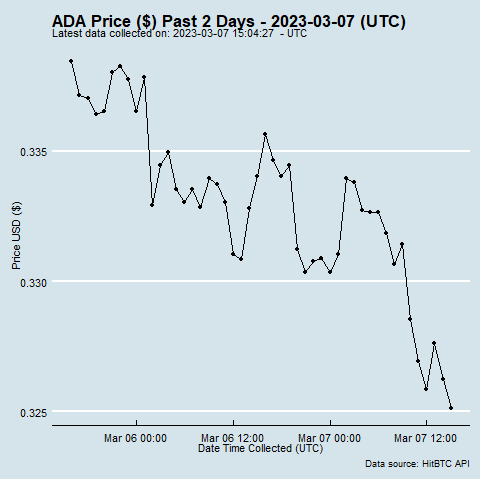 ADA Price ($) Past 2 Days - 2023-03-07 (UTC)
Latest data collected on: 2023-03-07 15:04:27  - UTC
Price USD ($)
0.335
0.330
0.325
Mar 06 00:00
Mar 06 12:00
Mar 07 00:00
Mar 07 12:00
Date Time Collected (UTC)
Data source: HitBTC API